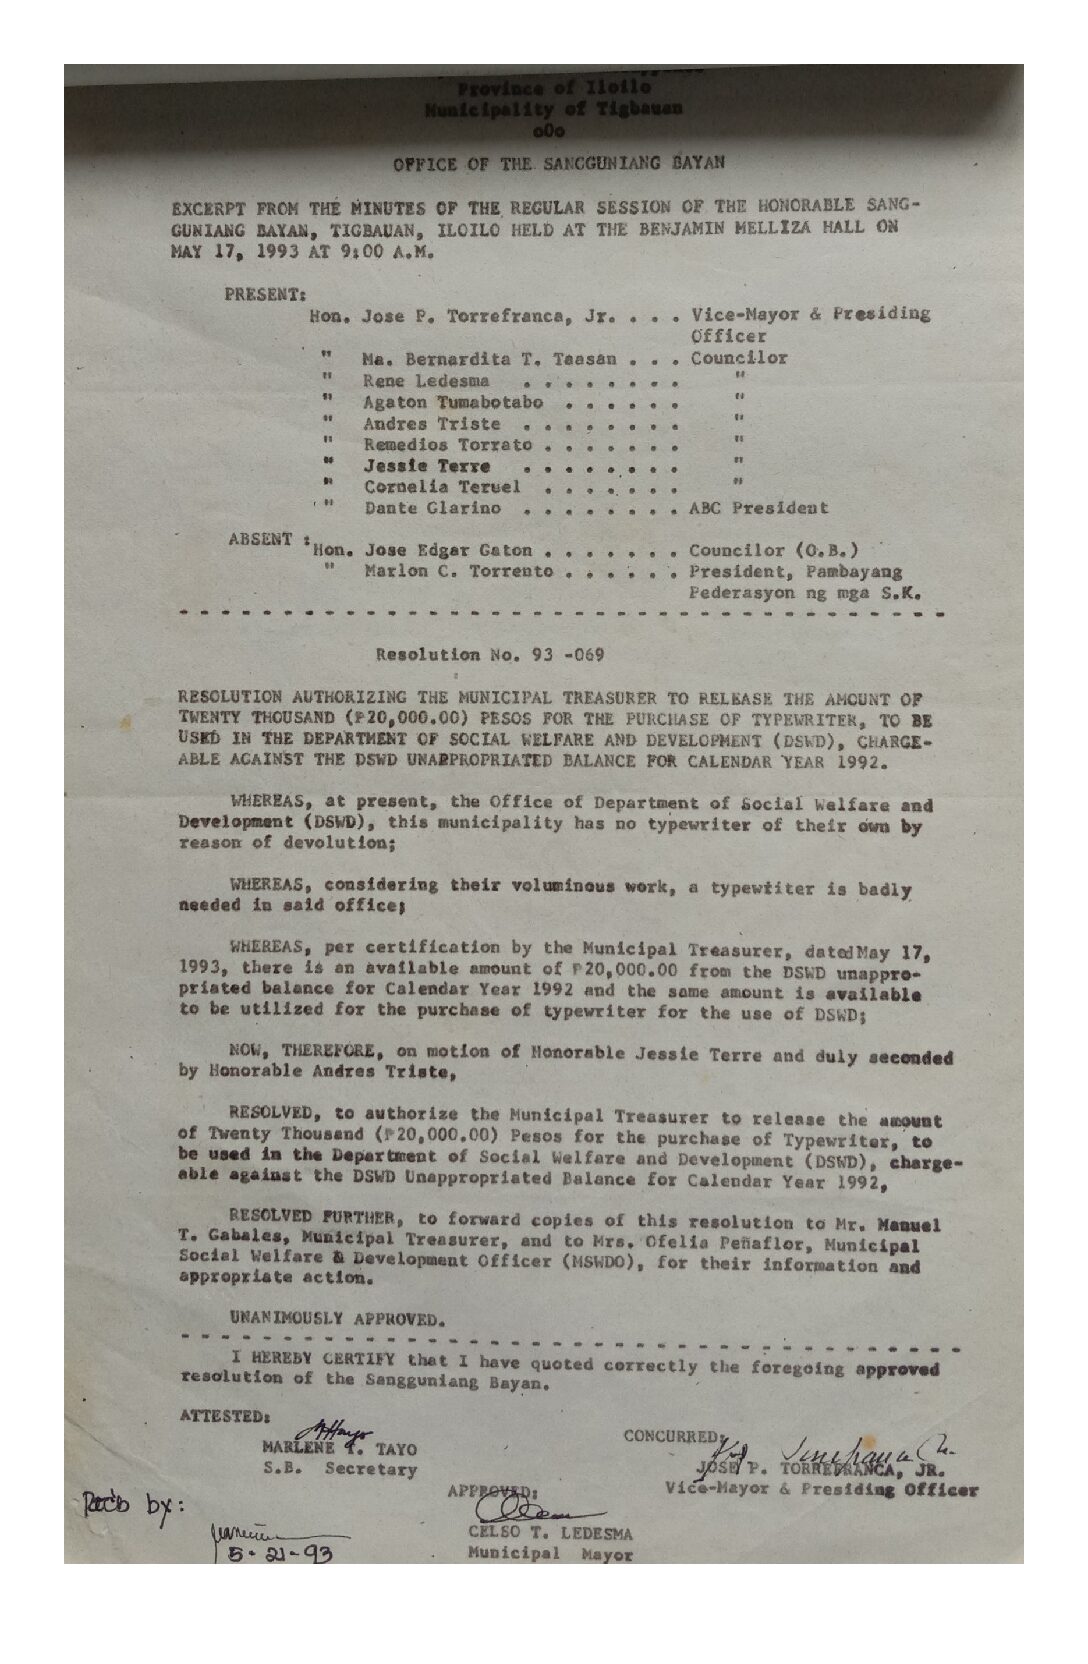 Province of Iloilo
Municipality of Tigbauan
oOo
OFFICE OF THE SANGGUNIANG BAYAN
EXCERPT FROM THE MINUTES OF THE REGULAR SESSION OF THE HONORABLE SANG-
GUNIANG BAYAN, TIGBAUAN, ILOILO HELD AT THE BENJAMIN MELLIZA HALL ON
MAY 17, 1993 AT 9:00 A.M.
PRESENT:
Hon. Jose P. Torrefranca, Jr. . . . Vice-Mayor & Presiding
Officer
" Ma. Bernardita T. Taasan . . . Councilor
" Rene Ledesma . . . . . . . . "
" Agaton Tumabotabo . . . . . . "
" Andres Triste . . . . . . . . "
" Remedios Torrato . . . . . . . "
" Jessie Terre . . . . . . . . "
" Cornelia Teruel . . . . . . . "
" Dante Clarino . . . . . . . . ABC President
ABSENT :
Hon. Jose Edgar Gaton . . . . . . . Councilor (O.B.)
" Marlon C. Torrento . . . . . . President, Pambayang
Pederasyon ng mga S.K.
- - - - - - - - - - - - - - - - - - - - - - - - - - - - - - - - - - - - -
Resolution No. 93 -069
RESOLUTION AUTHORIZING THE MUNICIPAL TREASURER TO RELEASE THE AMOUNT OF
TWENTY THOUSAND (₱20,000.00) PESOS FOR THE PURCHASE OF TYPEWRITER, TO BE
USED IN THE DEPARTMENT OF SOCIAL WELFARE AND DEVELOPMENT (DSWD), CHARGE-
ABLE AGAINST THE DSWD UNAPPROPRIATED BALANCE FOR CALENDAR YEAR 1992.
WHEREAS, at present, the Office of Department of Social Welfare and
Development (DSWD), this municipality has no typewriter of their own by
reason of devolution;
WHEREAS, considering their voluminous work, a typewtiter is badly
needed in said office;
WHEREAS, per certification by the Municipal Treasurer, dated May 17,
1993, there is an available amount of ₱20,000.00 from the DSWD unappro-
priated balance for Calendar Year 1992 and the same amount is available
to be utilized for the purchase of typewriter for the use of DSWD;
NOW, THEREFORE, on motion of Honorable Jessie Terre and duly seconded
by Honorable Andres Triste,
RESOLVED, to authorize the Municipal Treasurer to release the amount
of Twenty Thousand (₱20,000.00) Pesos for the purchase of Typewriter, to
be used in the Department of Social Welfare and Development (DSWD), charge-
able against the DSWD Unappropriated Balance for Calendar Year 1992,
RESOLVED FURTHER, to forward copies of this resolution to Mr. Manuel
T. Gabales, Municipal Treasurer, and to Mrs. Ofelia Peñaflor, Municipal
Social Welfare & Development Officer (MSWDO), for their information and
appropriate action.
UNANIMOUSLY APPROVED.
- - - - - - - - - - - - - - - - - - - - - - - - - - - - - - - - - - - - -
I HEREBY CERTIFY that I have quoted correctly the foregoing approved
resolution of the Sangguniang Bayan.
ATTESTED:
MARLENE T. TAYO
S.B. Secretary
CONCURRED:
JOSE P. TORREFRANCA, JR.
Vice-Mayor & Presiding Officer
APPROVED:
CELSO T. LEDESMA
Municipal Mayor
Rec'd by:
5-21-93